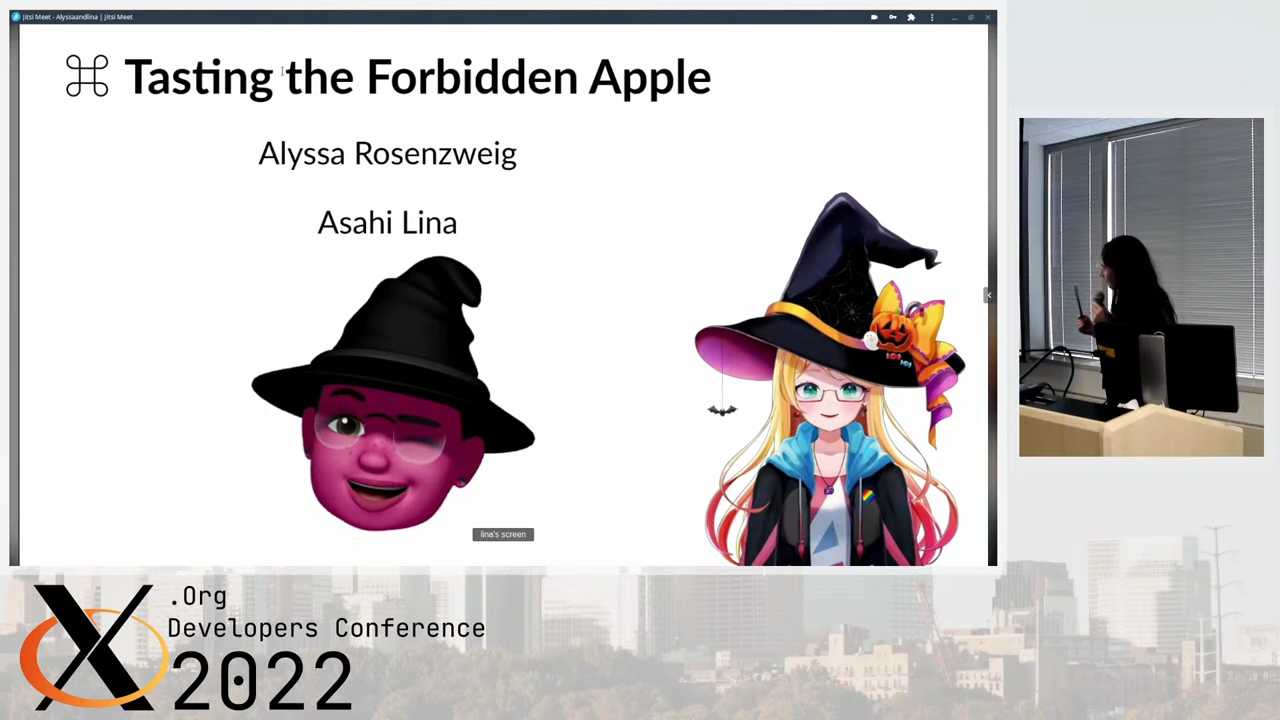 Jitsi Meet - Alyssaandlina | Jitsi Meet
⌘ Tasting the Forbidden Apple
Alyssa Rosenzweig
Asahi Lina
lina's screen
X.Org
Developers Conference
2022